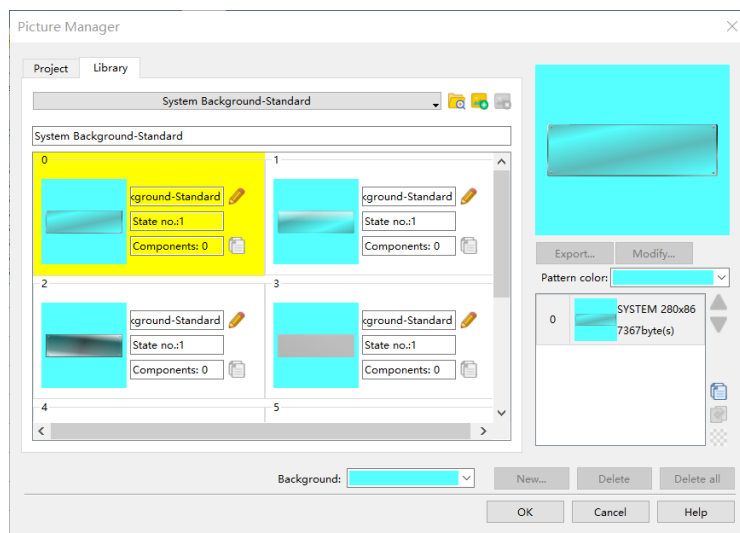 Picture Manager
Project Library
System Background-Standard
System Background-Standard
0
kground-Standard
State no.:1
Components: 0
1
kground-Standard
State no.:1
Components: 0
2
kground-Standard
State no.:1
Components: 0
3
kground-Standard
State no.:1
Components: 0
4
5
Export... Modify...
Pattern color:
0
SYSTEM 280x86
7367byte(s)
Background:
New... Delete Delete all
OK Cancel Help